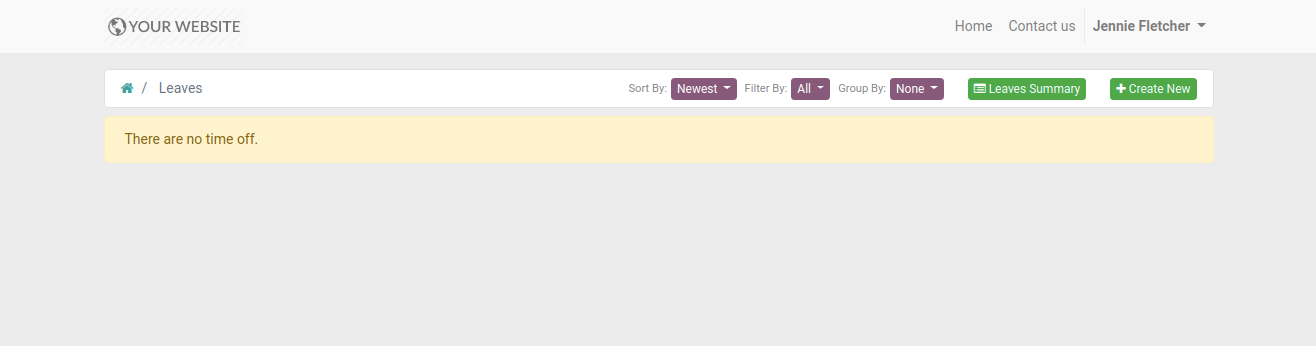 YOUR WEBSITE Home Contact us Jennie Fletcher
/ Leaves Sort By: Newest Filter By: All Group By: None Leaves Summary Create New
There are no time off.